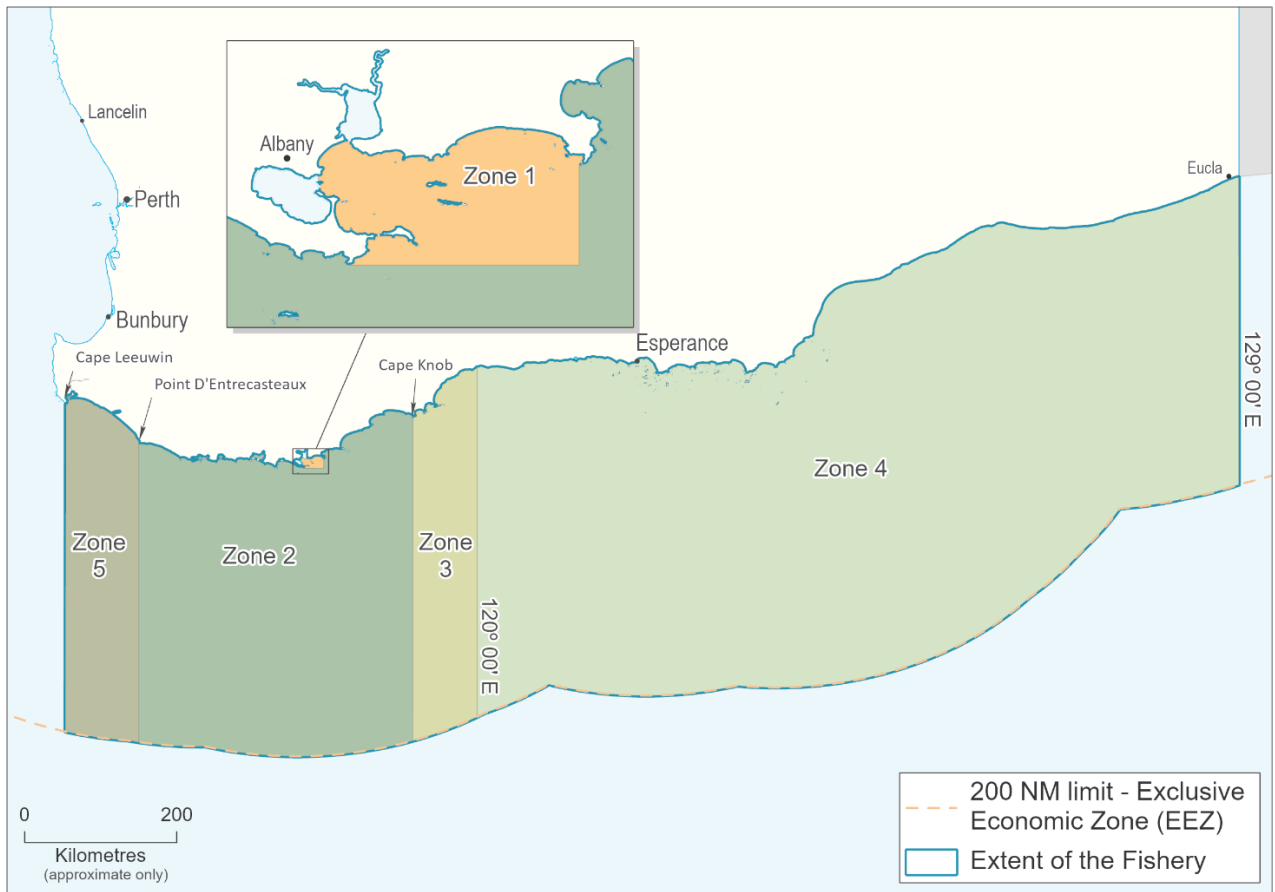 Lancelin
Perth
Bunbury
Albany
Zone 1
Eucla
Esperance
Cape Leeuwin
Point D'Entrecasteaux
Cape Knob
129° 00' E
Zone 4
Zone
5
Zone 2
Zone
3
120° 00' E
0 200
Kilometres
(approximate only)
200 NM limit - Exclusive
Economic Zone (EEZ)
Extent of the Fishery